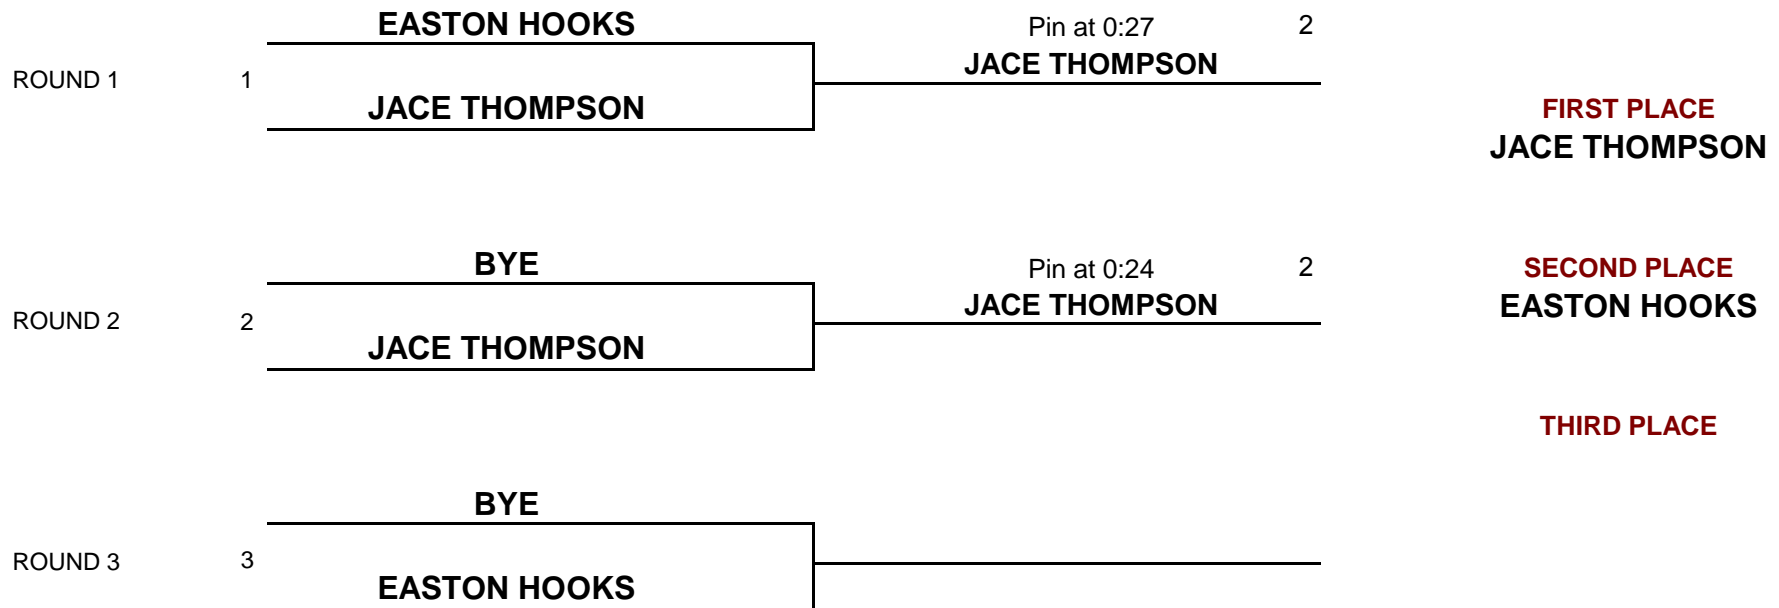 EASTON HOOKS
Pin at 0:27 2
JACE THOMPSON
ROUND 1 1
JACE THOMPSON
FIRST PLACE
JACE THOMPSON
BYE
Pin at 0:24 2
SECOND PLACE
JACE THOMPSON
EASTON HOOKS
ROUND 2 2
JACE THOMPSON
THIRD PLACE
BYE
ROUND 3 3
EASTON HOOKS